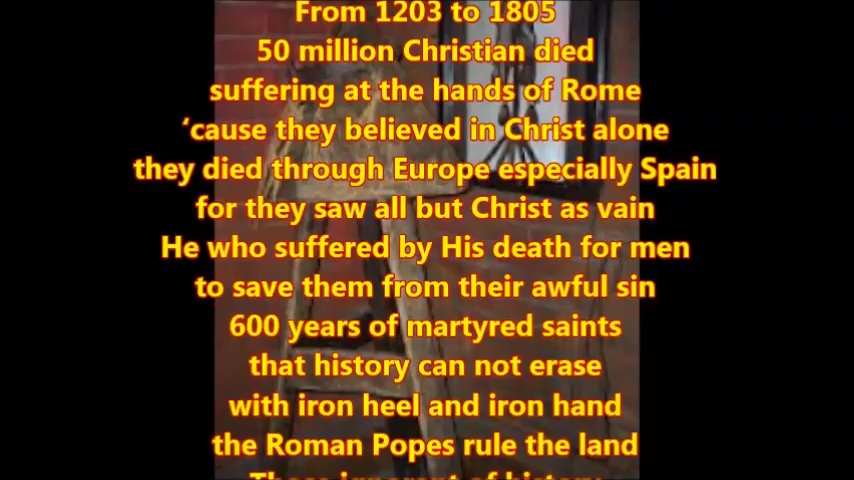 From 1203 to 1805
50 million Christian died
suffering at the hands of Rome
‘cause they believed in Christ alone
they died through Europe especially Spain
for they saw all but Christ as vain
He who suffered by His death for men
to save them from their awful sin
600 years of martyred saints
that history can not erase
with iron heel and iron hand
the Roman Popes rule the land